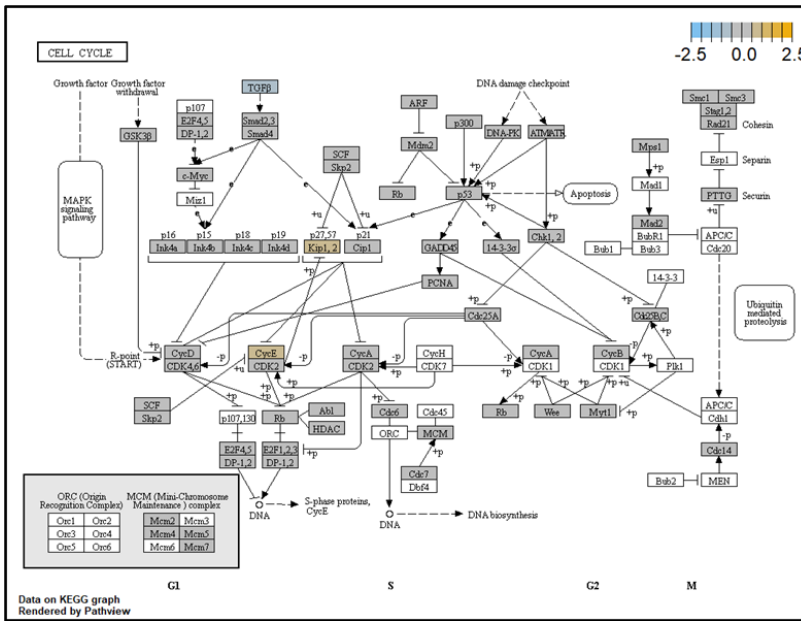 CELL CYCLE
-2.5 0.0 2.5
Growth factor
Growth factor
withdrawal
TGFβ
DNA damage checkpoint
p107
E2F4,5
DP-1,2
GSK3β
Smad2,3
Smad4
ARF
p300
DNA-PK
ATM/ATR
Mdm2
Smc1 Smc3
Stag1,2
Rad21
Cohesin
Mps1
Esp1
Separin
SCF
Skp2
c-Myc
Miz1
Rb
p53
Apoptosis
Mad1
PTTG
Securin
MAPK
signaling
pathway
e
e
e
e
e
e
+u
+u
+p
+p
+p
+p
+p
+p
p16 p15 p18 p19 p27,57 p21
Ink4a Ink4b Ink4c Ink4d Kip1, 2 Cip1
GADD45
14-3-3σ
Chk1, 2
Mad2
BubR1
Bub3
Bub1
APC/C
Cdc20
14-3-3
PCNA
Cdc25A
Cdc25B,C
Ubiquitin
mediated
proteolysis
+p
+p
+p
R-point
(START)
+p
CycD
CDK4,6
-p
CycE
CDK2
-p
CycA
CDK2
-p
+p
CycH
CDK7
+p
-p
CycA
CDK1
CycB
CDK1
-p
+p
Plk1
+p
+u
+p
+p
+p
+p
+p
+p
+p
+u
+p
SCF
Skp2
p107,130
Rb
Abl
HDAC
Cdc6
Cdc45
ORC
MCM
Rb
Wee
Myt1
APC/C
Cdh1
-p
E2F4,5
DP-1,2
E2F1,2,3
DP-1,2
+p
+p
Cdc7
Dbf4
Cdc14
Bub2
MEN
DNA
S-phase proteins,
CycE
DNA
DNA biosynthesis
ORC (Origin
Recognition Complex)
MCM (Mini-Chromosome
Maintenance ) complex
Orc1 Orc2 Mcm2 Mcm3
Orc3 Orc4 Mcm4 Mcm5
Orc5 Orc6 Mcm6 Mcm7
G1 S G2 M
Data on KEGG graph
Rendered by Pathview